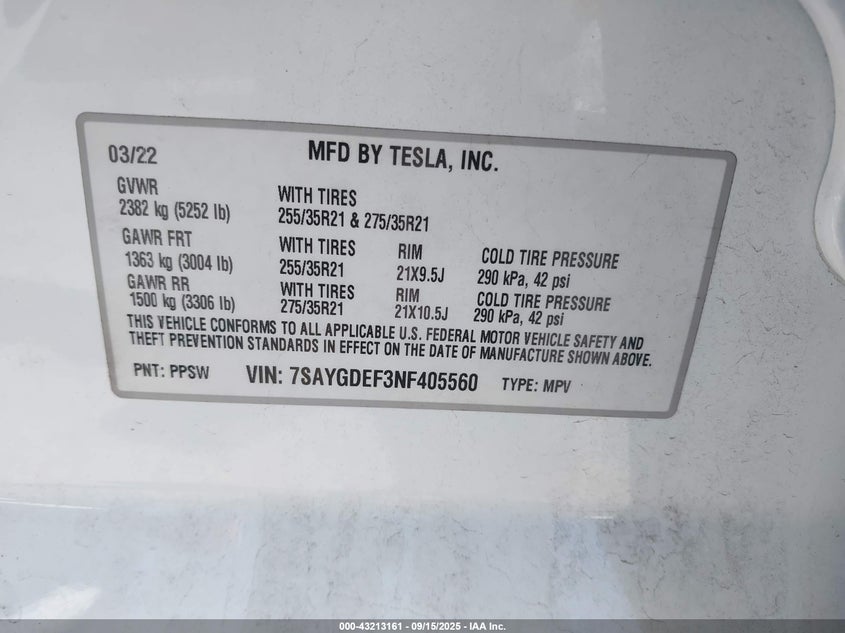 03/22 MFD BY TESLA, INC.
GVWR WITH TIRES
2382 kg (5252 lb) 255/35R21 & 275/35R21
GAWR FRT WITH TIRES RIM COLD TIRE PRESSURE
1363 kg (3004 lb) 255/35R21 21X9.5J 290 kPa, 42 psi
GAWR RR WITH TIRES RIM COLD TIRE PRESSURE
1500 kg (3306 lb) 275/35R21 21X10.5J 290 kPa, 42 psi
THIS VEHICLE CONFORMS TO ALL APPLICABLE U.S. FEDERAL MOTOR VEHICLE SAFETY AND
THEFT PREVENTION STANDARDS IN EFFECT ON THE DATE OF MANUFACTURE SHOWN ABOVE.
PNT: PPSW VIN: 7SAYGDEF3NF405560 TYPE: MPV
000-43213161 - 09/15/2025 - IAA Inc.